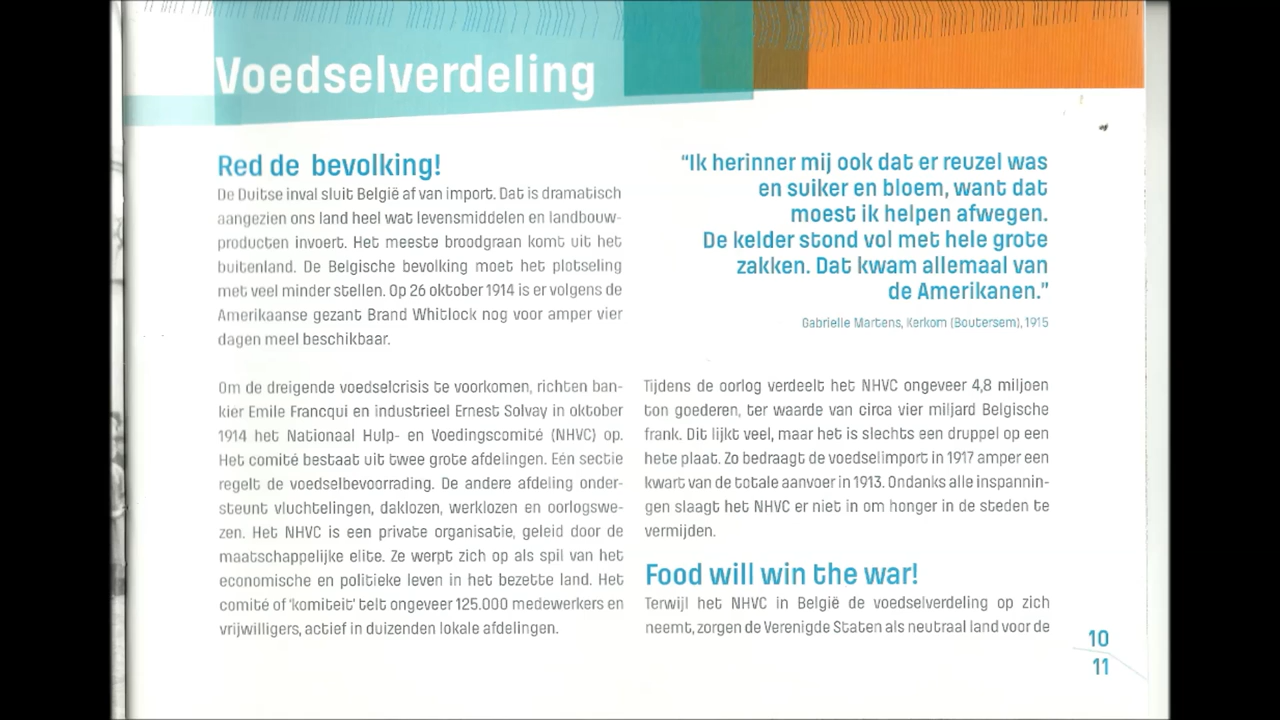 Voedselverdeling
Red de bevolking!
De Duitse inval sluit België af van import. Dat is dramatisch
aangezien ons land heel wat levensmiddelen en landbouw-
producten invoert. Het meeste broodgraan komt uit het
buitenland. De Belgische bevolking moet het plotseling
met veel minder stellen. Op 26 oktober 1914 is er volgens de
Amerikaanse gezant Brand Whitlock nog voor amper vier
dagen meel beschikbaar.
Om de dreigende voedselcrisis te voorkomen, richten ban-
kier Emile Francqui en industrieel Ernest Solvay in oktober
1914 het Nationaal Hulp- en Voedingscomité (NHVC) op.
Het comité bestaat uit twee grote afdelingen. Eén sectie
regelt de voedselbevoorrading. De andere afdeling onder-
steunt vluchtelingen, daklozen, werklozen en oorlogswe-
zen. Het NHVC is een private organisatie, geleid door de
maatschappelijke elite. Ze werpt zich op als spil van het
economische en politieke leven in het bezette land. Het
comité of 'komiteit' telt ongeveer 125.000 medewerkers en
vrijwilligers, actief in duizenden lokale afdelingen.
“Ik herinner mij ook dat er reuzel was
en suiker en bloem, want dat
moest ik helpen afwegen.
De kelder stond vol met hele grote
zakken. Dat kwam allemaal van
de Amerikanen.”
Gabrielle Martens, Kerkom (Boutersem), 1915
Tijdens de oorlog verdeelt het NHVC ongeveer 4,8 miljoen
ton goederen, ter waarde van circa vier miljard Belgische
frank. Dit lijkt veel, maar het is slechts een druppel op een
hete plaat. Zo bedraagt de voedselimport in 1917 amper een
kwart van de totale aanvoer in 1913. Ondanks alle inspannin-
gen slaagt het NHVC er niet in om honger in de steden te
vermijden.
Food will win the war!
Terwijl het NHVC in België de voedselverdeling op zich
neemt, zorgen de Verenigde Staten als neutraal land voor de
10
11